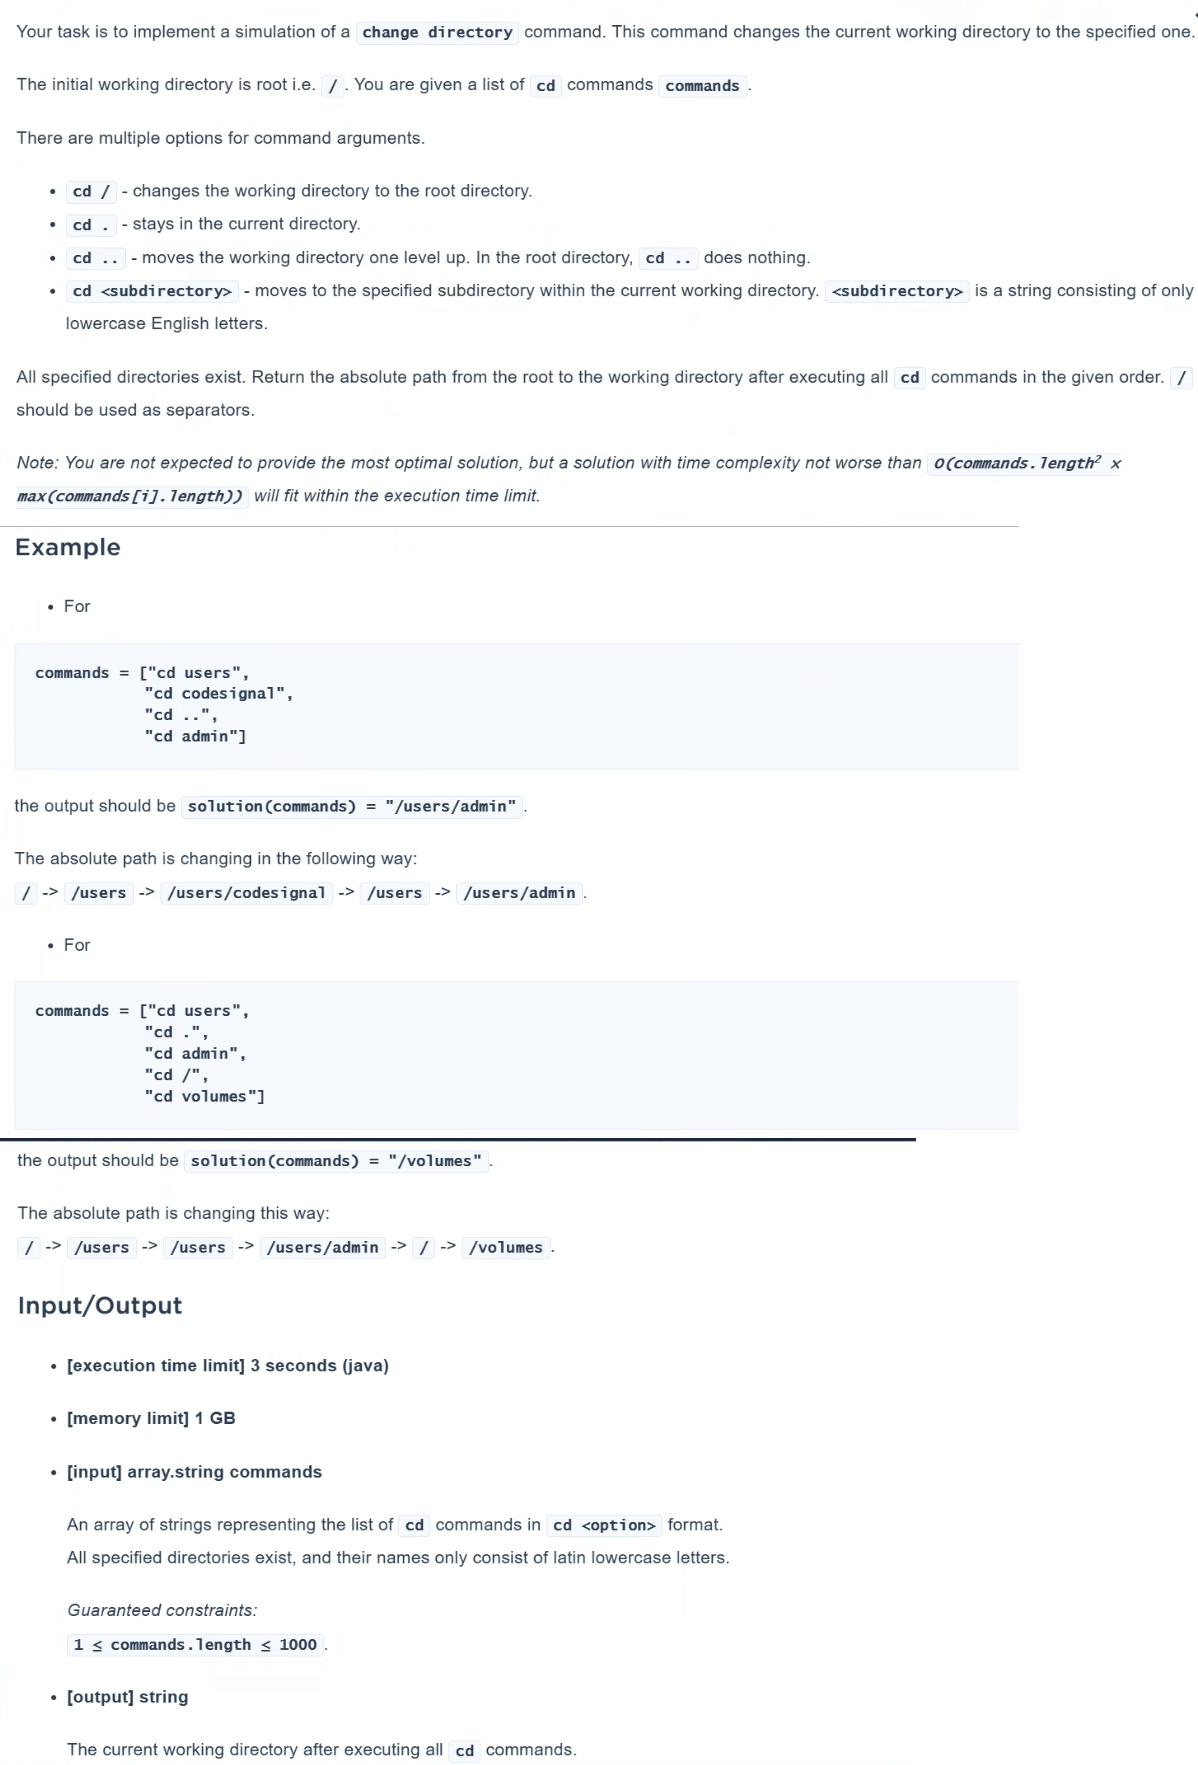 Your task is to implement a simulation of a change directory command. This command changes the current working directory to the specified one.
The initial working directory is root i.e. / . You are given a list of cd commands commands .
There are multiple options for command arguments.
• cd / - changes the working directory to the root directory.
• cd . - stays in the current directory.
• cd .. - moves the working directory one level up. In the root directory, cd .. does nothing.
• cd <subdirectory> - moves to the specified subdirectory within the current working directory. <subdirectory> is a string consisting of only
lowercase English letters.
All specified directories exist. Return the absolute path from the root to the working directory after executing all cd commands in the given order. /
should be used as separators.
Note: You are not expected to provide the most optimal solution, but a solution with time complexity not worse than O(commands.length² ×
max(commands[i].length)) will fit within the execution time limit.
Example
• For
commands = ["cd users",
"cd codesignal",
"cd ..",
"cd admin"]
the output should be solution(commands) = "/users/admin" .
The absolute path is changing in the following way:
/ -> /users -> /users/codesignal -> /users -> /users/admin .
• For
commands = ["cd users",
"cd .",
"cd admin",
"cd /",
"cd volumes"]
the output should be solution(commands) = "/volumes" .
The absolute path is changing this way:
/ -> /users -> /users -> /users/admin -> / -> /volumes .
Input/Output
• [execution time limit] 3 seconds (java)
• [memory limit] 1 GB
• [input] array.string commands
An array of strings representing the list of cd commands in cd <option> format.
All specified directories exist, and their names only consist of latin lowercase letters.
Guaranteed constraints:
1 ≤ commands.length ≤ 1000 .
• [output] string
The current working directory after executing all cd commands.